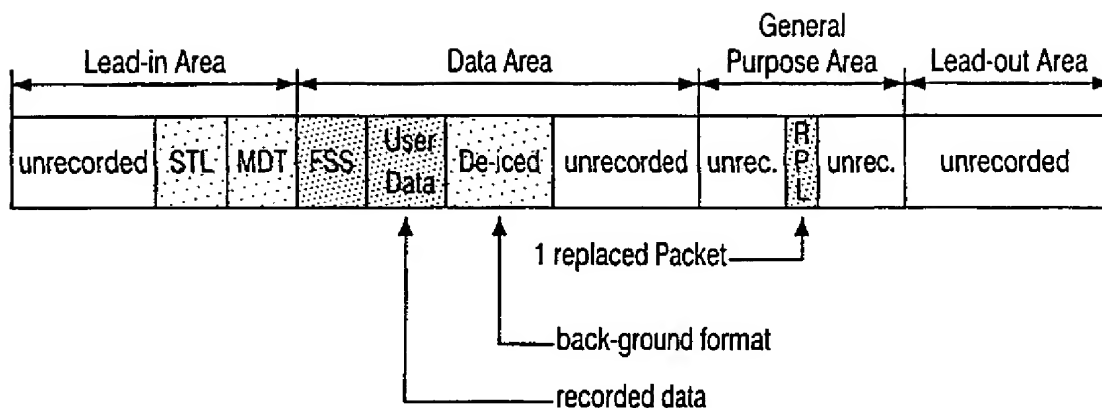 General
Lead-in Area Data Area Purpose Area Lead-out Area
unrecorded STL MDT FSS User Data De-iced unrecorded unrec. RPL unrec. unrecorded
1 replaced Packet
back-ground format
recorded data